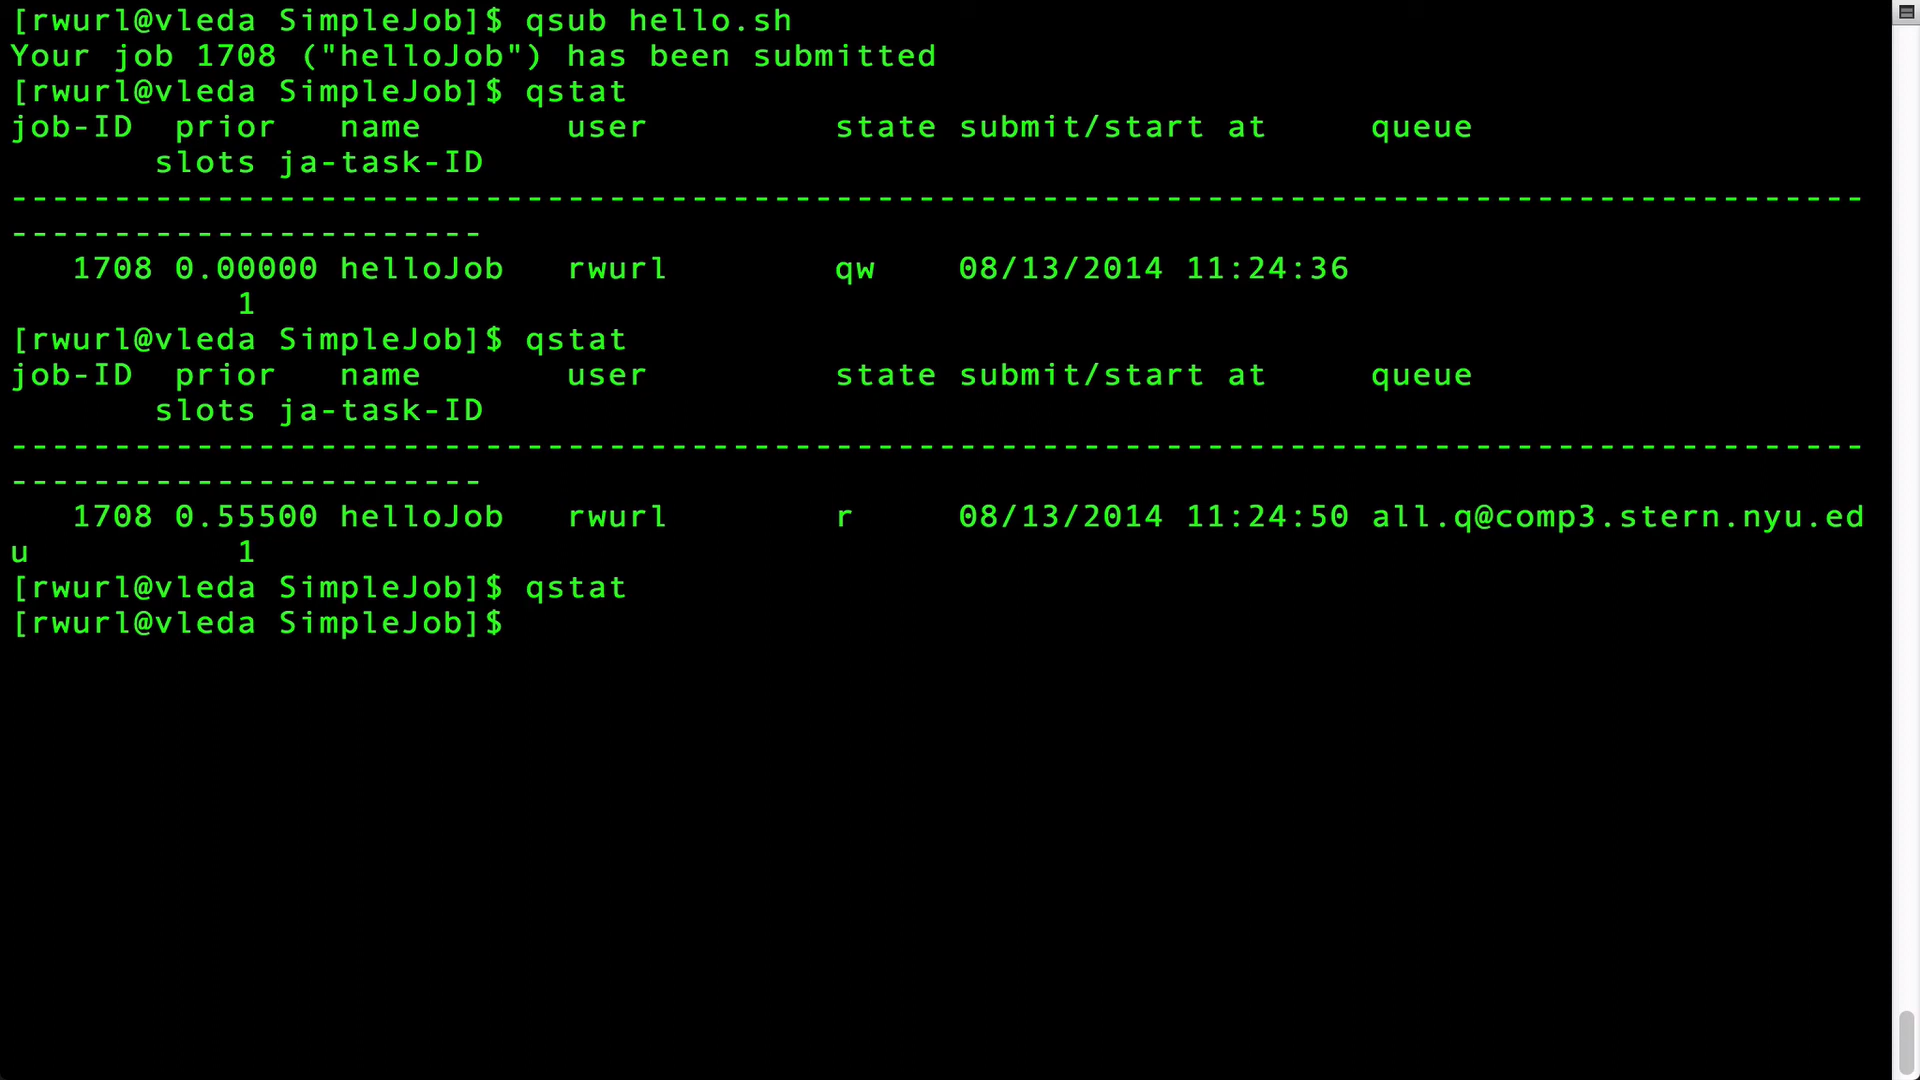 [rwurl@vleda SimpleJob]$ qsub hello.sh
Your job 1708 ("helloJob") has been submitted
[rwurl@vleda SimpleJob]$ qstat
job-ID  prior   name       user         state submit/start at     queue
       slots ja-task-ID
------------------------------------------------------------------------------------------
-----------------------
   1708 0.00000 helloJob   rwurl        qw    08/13/2014 11:24:36
           1
[rwurl@vleda SimpleJob]$ qstat
job-ID  prior   name       user         state submit/start at     queue
       slots ja-task-ID
------------------------------------------------------------------------------------------
-----------------------
   1708 0.55500 helloJob   rwurl        r     08/13/2014 11:24:50 all.q@comp3.stern.nyu.ed
u          1
[rwurl@vleda SimpleJob]$ qstat
[rwurl@vleda SimpleJob]$